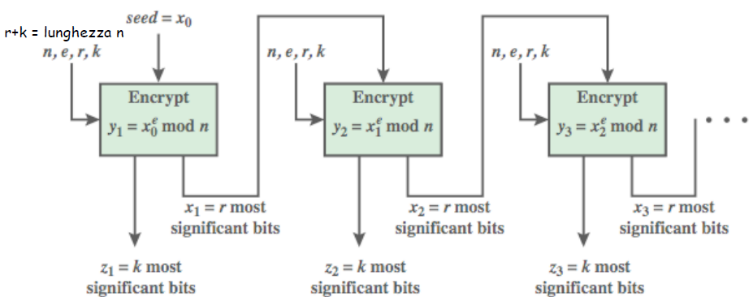 seed = x₀
r+k = lunghezza n
n, e, r, k
n, e, r, k
n, e, r, k
Encrypt
y₁ = x₀ᵉ mod n
Encrypt
y₂ = x₁ᵉ mod n
Encrypt
y₃ = x₂ᵉ mod n
x₁ = r most
significant bits
x₂ = r most
significant bits
x₃ = r most
significant bits
z₁ = k most
significant bits
z₂ = k most
significant bits
z₃ = k most
significant bits